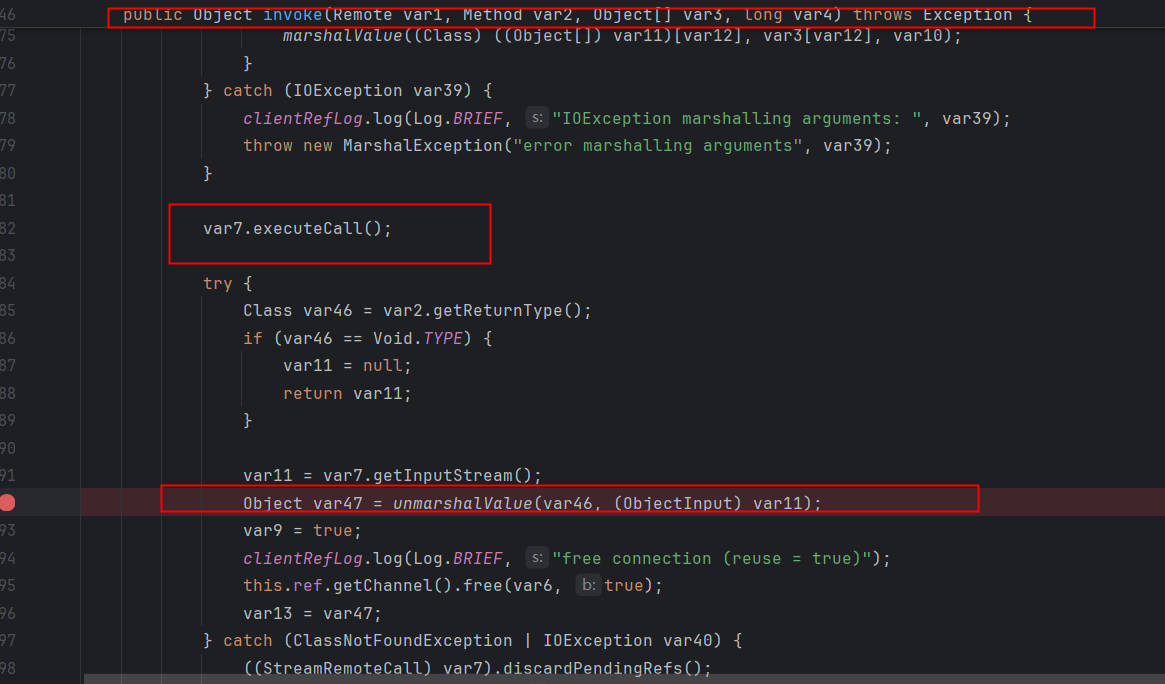 46 public Object invoke(Remote var1, Method var2, Object[] var3, long var4) throws Exception {
75 marshalValue((Class) ((Object[]) var11)[var12], var3[var12], var10);
76 }
77 } catch (IOException var39) {
78 clientRefLog.log(Log.BRIEF, s: "IOException marshalling arguments: ", var39);
79 throw new MarshalException("error marshalling arguments", var39);
80 }
81
82 var7.executeCall();
83
84 try {
85 Class var46 = var2.getReturnType();
86 if (var46 == Void.TYPE) {
87 var11 = null;
88 return var11;
89 }
90
91 var11 = var7.getInputStream();
Object var47 = unmarshalValue(var46, (ObjectInput) var11);
93 var9 = true;
94 clientRefLog.log(Log.BRIEF, s: "free connection (reuse = true)");
95 this.ref.getChannel().free(var6, b: true);
96 var13 = var47;
97 } catch (ClassNotFoundException | IOException var40) {
98 ((StreamRemoteCall) var7).discardPendingRefs();